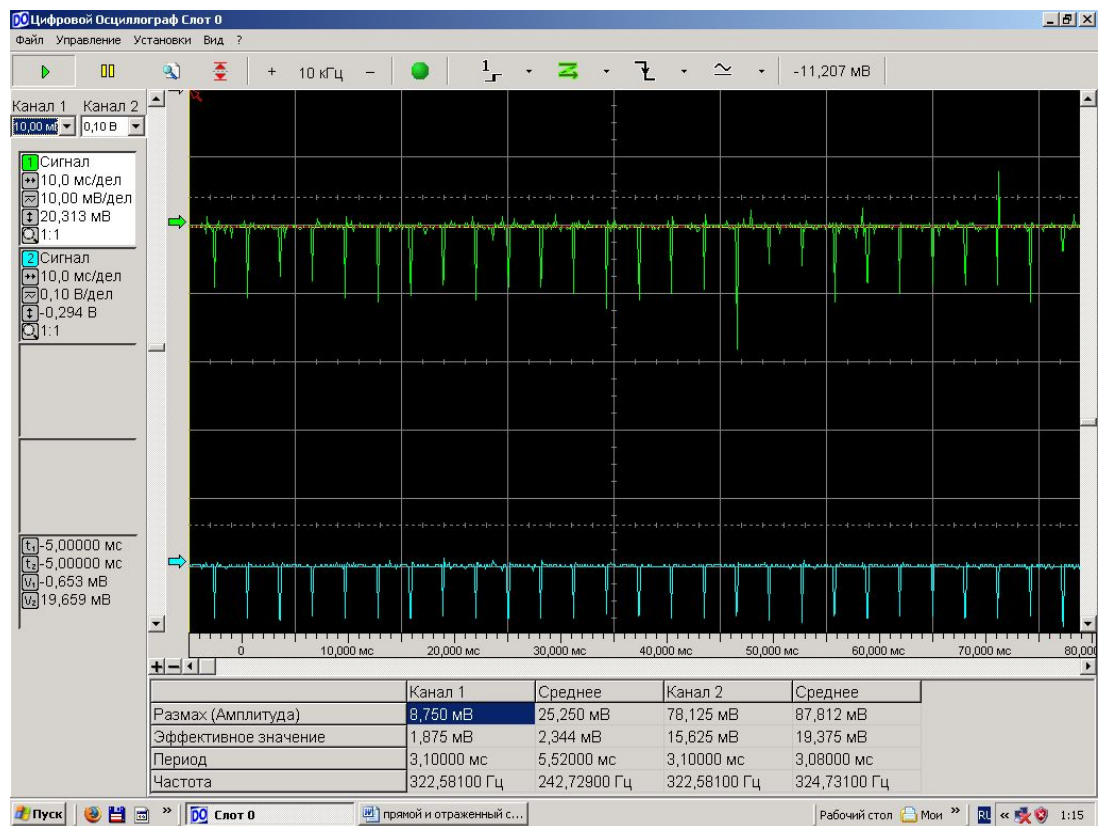 Цифровой Осциллограф Слот 0
Файл Управление Установки Вид ?
+ 10 кГц − 1 -11,207 мВ
Канал 1 Канал 2
10,00 мВ 0,10 В
1 Сигнал
10,0 мс/дел
10,00 мВ/дел
20,313 мВ
1:1
2 Сигнал
10,0 мс/дел
0,10 В/дел
-0,294 В
1:1
t₁ -5,00000 мс
t₂ -5,00000 мс
V₁ -0,653 мВ
V₂ 19,659 мВ
0 10,000 мс 20,000 мс 30,000 мс 40,000 мс 50,000 мс 60,000 мс 70,000 мс 80,000
Канал 1 Среднее Канал 2 Среднее
Размах (Амплитуда) 8,750 мВ 25,250 мВ 78,125 мВ 87,812 мВ
Эффективное значение 1,875 мВ 2,344 мВ 15,625 мВ 19,375 мВ
Период 3,10000 мс 5,52000 мс 3,10000 мс 3,08000 мс
Частота 322,58100 Гц 242,72900 Гц 322,58100 Гц 324,73100 Гц
Пуск » DO Слот 0 прямой и отраженный с... Рабочий стол Мои » RU « 1:15